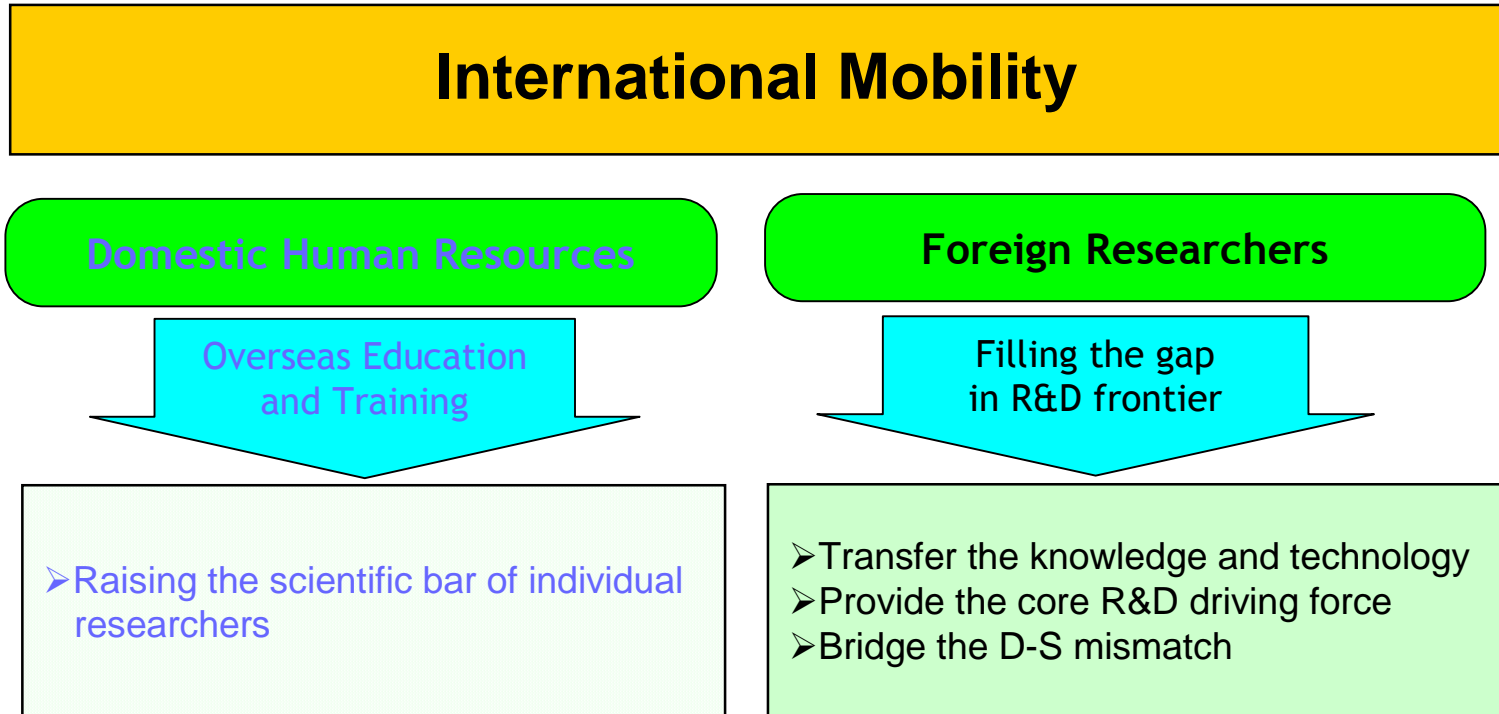 International Mobility
Domestic Human Resources
Overseas Education
and Training
➢Raising the scientific bar of individual
researchers
Foreign Researchers
Filling the gap
in R&D frontier
➢Transfer the knowledge and technology
➢Provide the core R&D driving force
➢Bridge the D-S mismatch